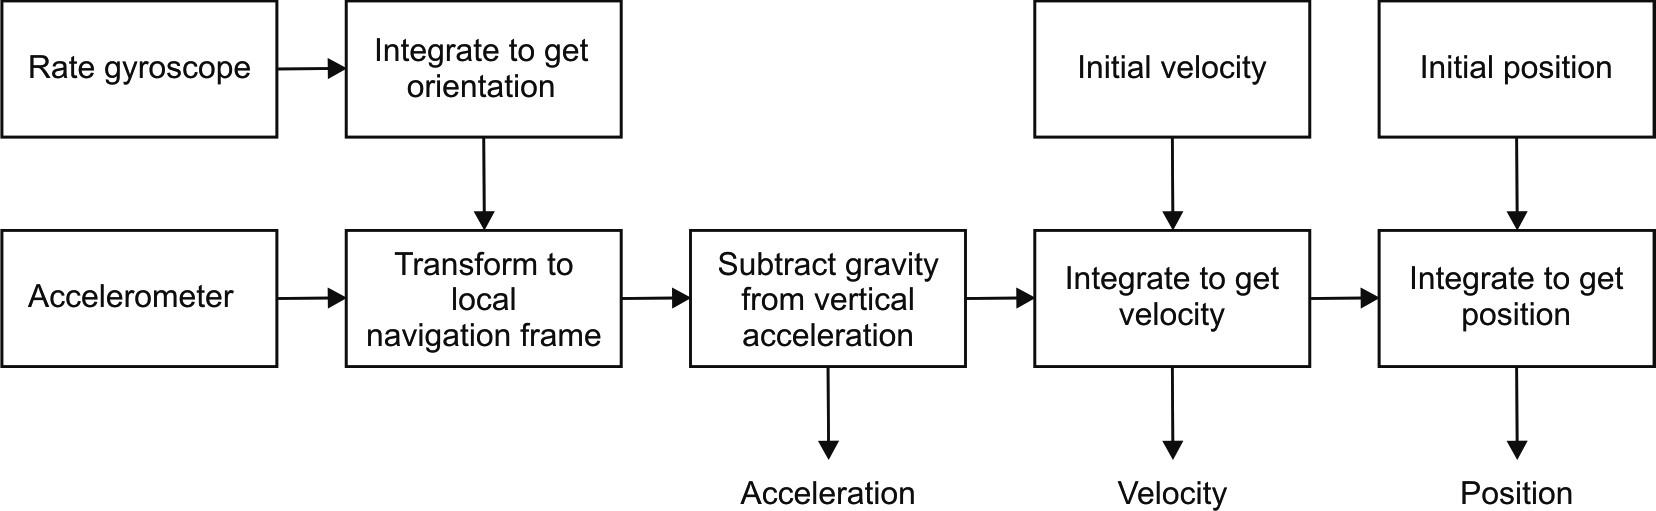 Rate gyroscope
Integrate to get
orientation
Initial velocity
Initial position
Accelerometer
Transform to
local
navigation frame
Subtract gravity
from vertical
acceleration
Integrate to get
velocity
Integrate to get
position
Acceleration
Velocity
Position